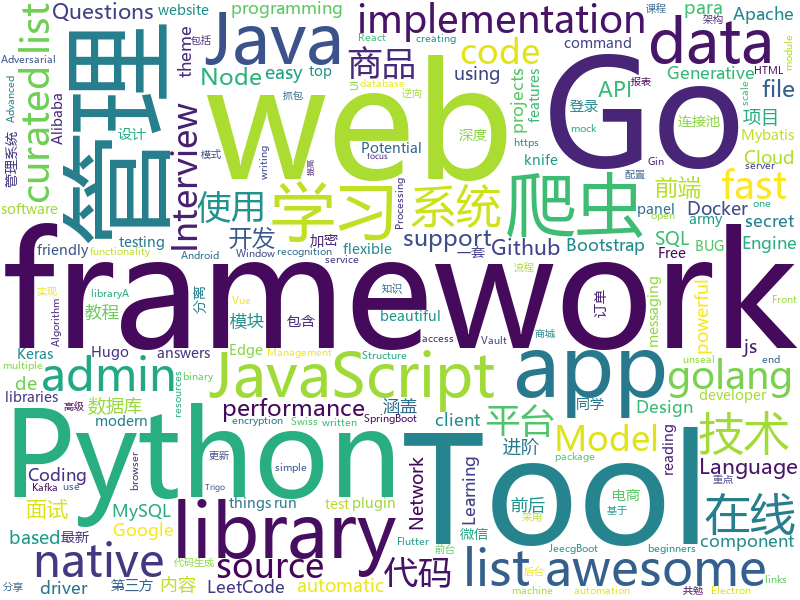 Questions
website
programming
implementation
data
para
架构
Apache
课程
Adversarial
React
creating
包括
theme
Java
商品
code
Node
easy
top
using
command
HTML
database
逆向
projects
features
API
Generative
file
module
报表
Advanced
curated list
Alibaba
管理
web
Go
抓包
Potential
深度
登录
连接池
项目
scale
Mybatis
管理系统
设计
Interview
模式
writing
提高
学习
系统
爬虫
focus
https
mock
前端
配置
Gin
Cloud
server
使用
knife
fast
software
testing
开发
加密
support
Github
Processing
Docker
panel
secret
friendly
functionality
Android
Window
recognition
flexible
一套
Bootstrap
SQL
army
Engine
open
BUG
one
framework
流程
实现
Algorithm
教程
libraryA
service
分离
模块
包含
Vue
知识
beautiful
access
Vault
Structure
商城
订单
messaging
Free
powerful
Front
Keras
Hugo
answers
Edge
Management
js
multiple
de
数据库
libraries
resources
admin
JavaScript
app
golang
end
高级
modern
binary
performance
涵盖
client
unseal
Swiss
written
同学
Design
developer
Python
Tool
平台
Model
技术
Coding
Kafka
use
browser
更新
encryption
SpringBoot
simple
进阶
reading
Language
package
重点
面试
MySQL
library
Network
Learning
前后
电商
component
在线
based
最新
Google
things
run
test
plugin
Trigo
微信
基于
采用
native
source
代码
list
awesome
Flutter
前台
JeecgBoot
beginners
links
driver
第三方
automatic
内容
LeetCode
代码生成
分享
后台
machine
automation
共勉
Electron